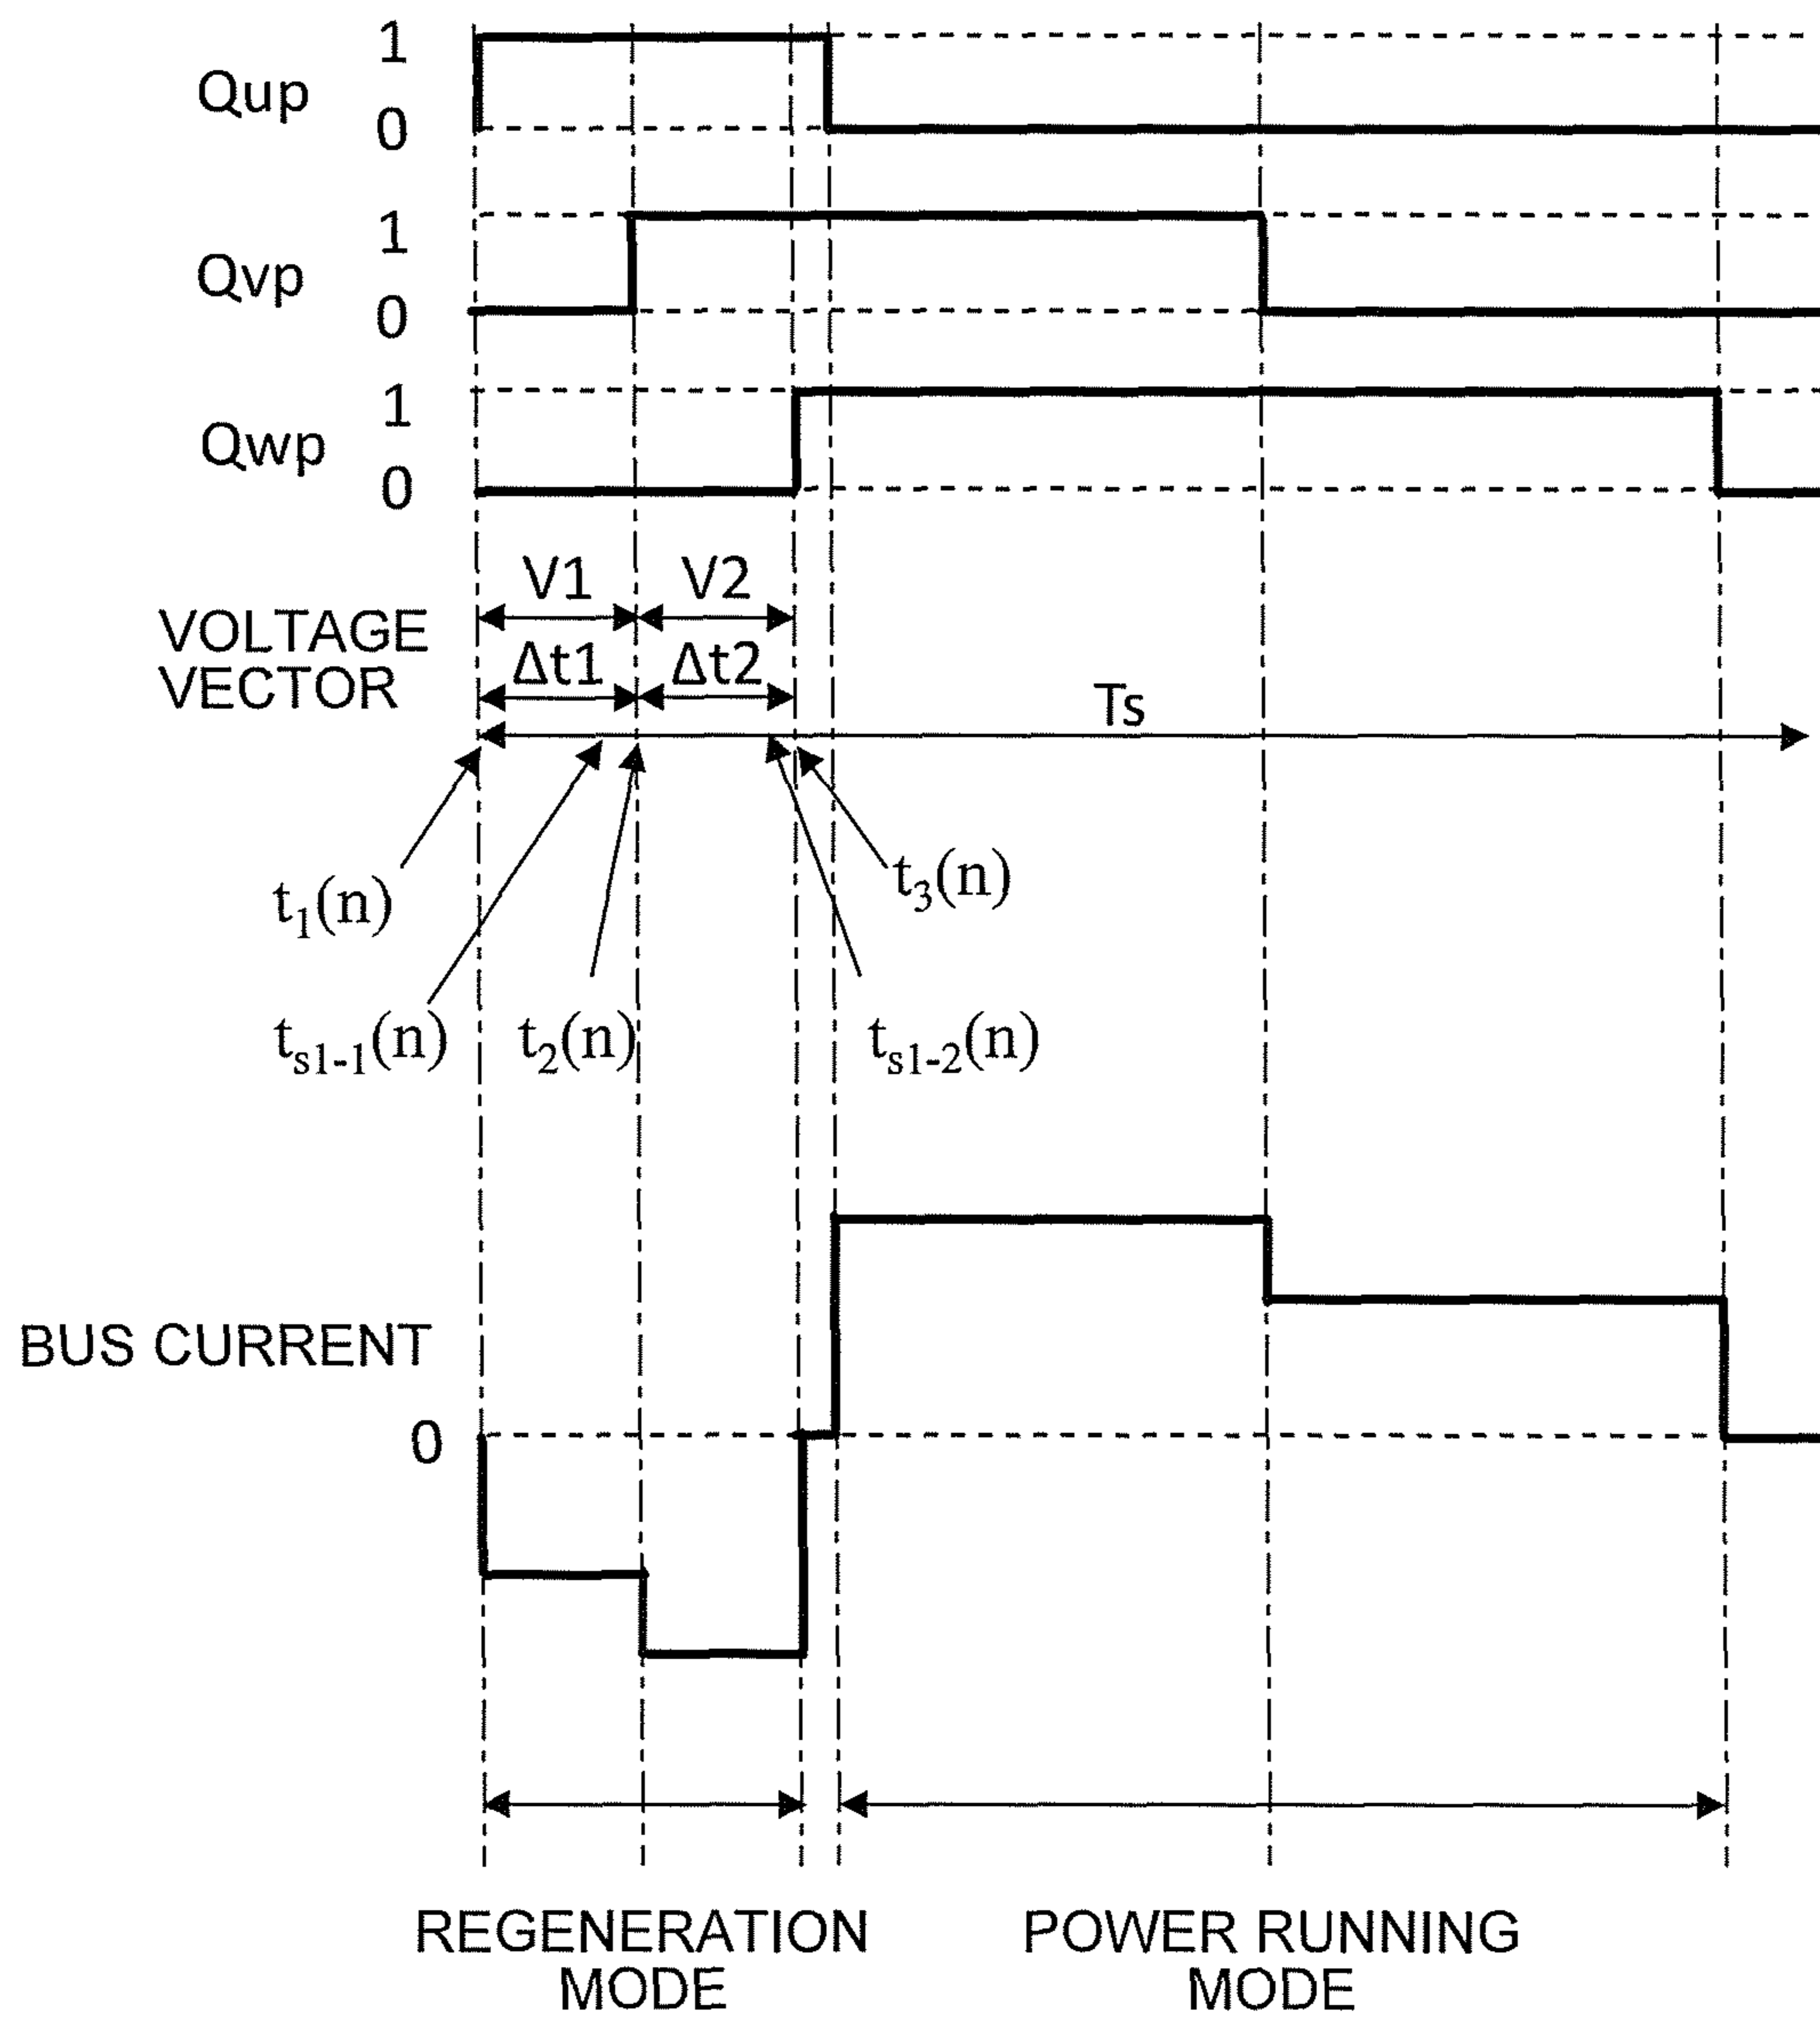 Qup
1
0
Qvp
1
0
Qwp
1
0
VOLTAGE
VECTOR
V1
V2
Δt1
Δt2
Ts
t1(n)
ts1-1(n)
t2(n)
t3(n)
ts1-2(n)
BUS CURRENT
0
REGENERATION
MODE
POWER RUNNING
MODE